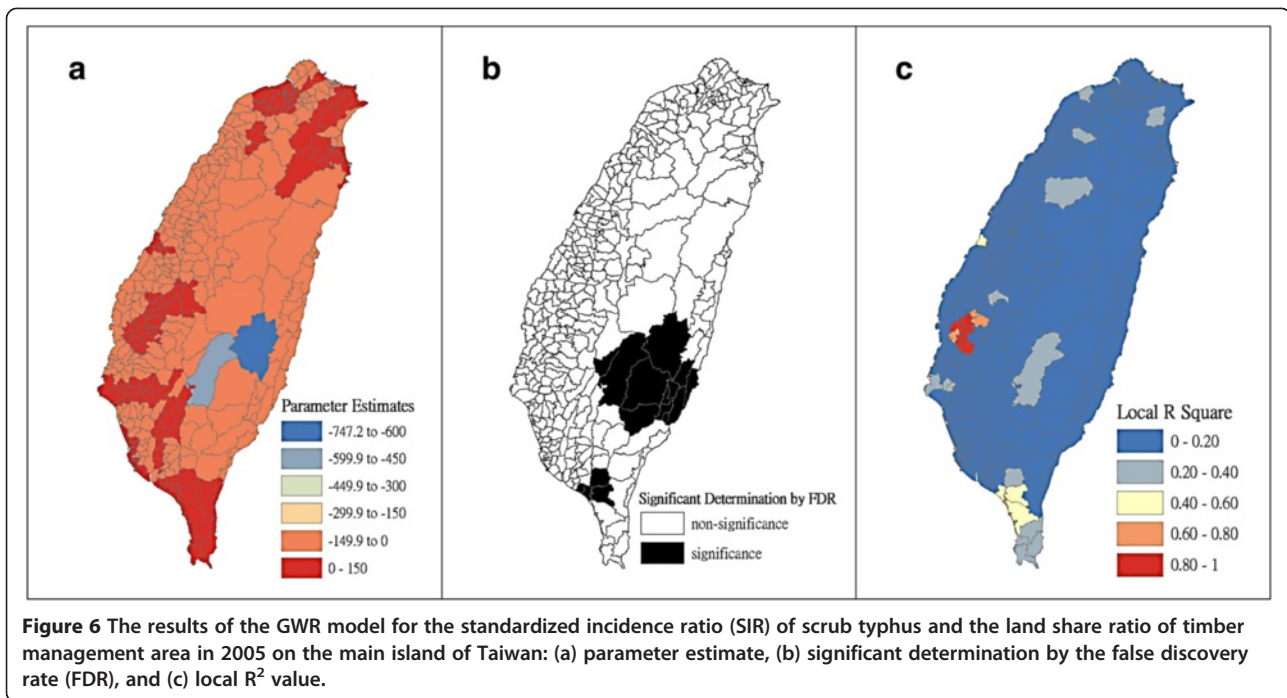 a
Parameter Estimates
-747.2 to -600
-599.9 to -450
-449.9 to -300
-299.9 to -150
-149.9 to 0
0 - 150
b
Significant Determination by FDR
non-significance
significance
c
Local R Square
0 - 0.20
0.20 - 0.40
0.40 - 0.60
0.60 - 0.80
0.80 - 1
Figure 6 The results of the GWR model for the standardized incidence ratio (SIR) of scrub typhus and the land share ratio of timber
management area in 2005 on the main island of Taiwan: (a) parameter estimate, (b) significant determination by the false discovery
rate (FDR), and (c) local R² value.